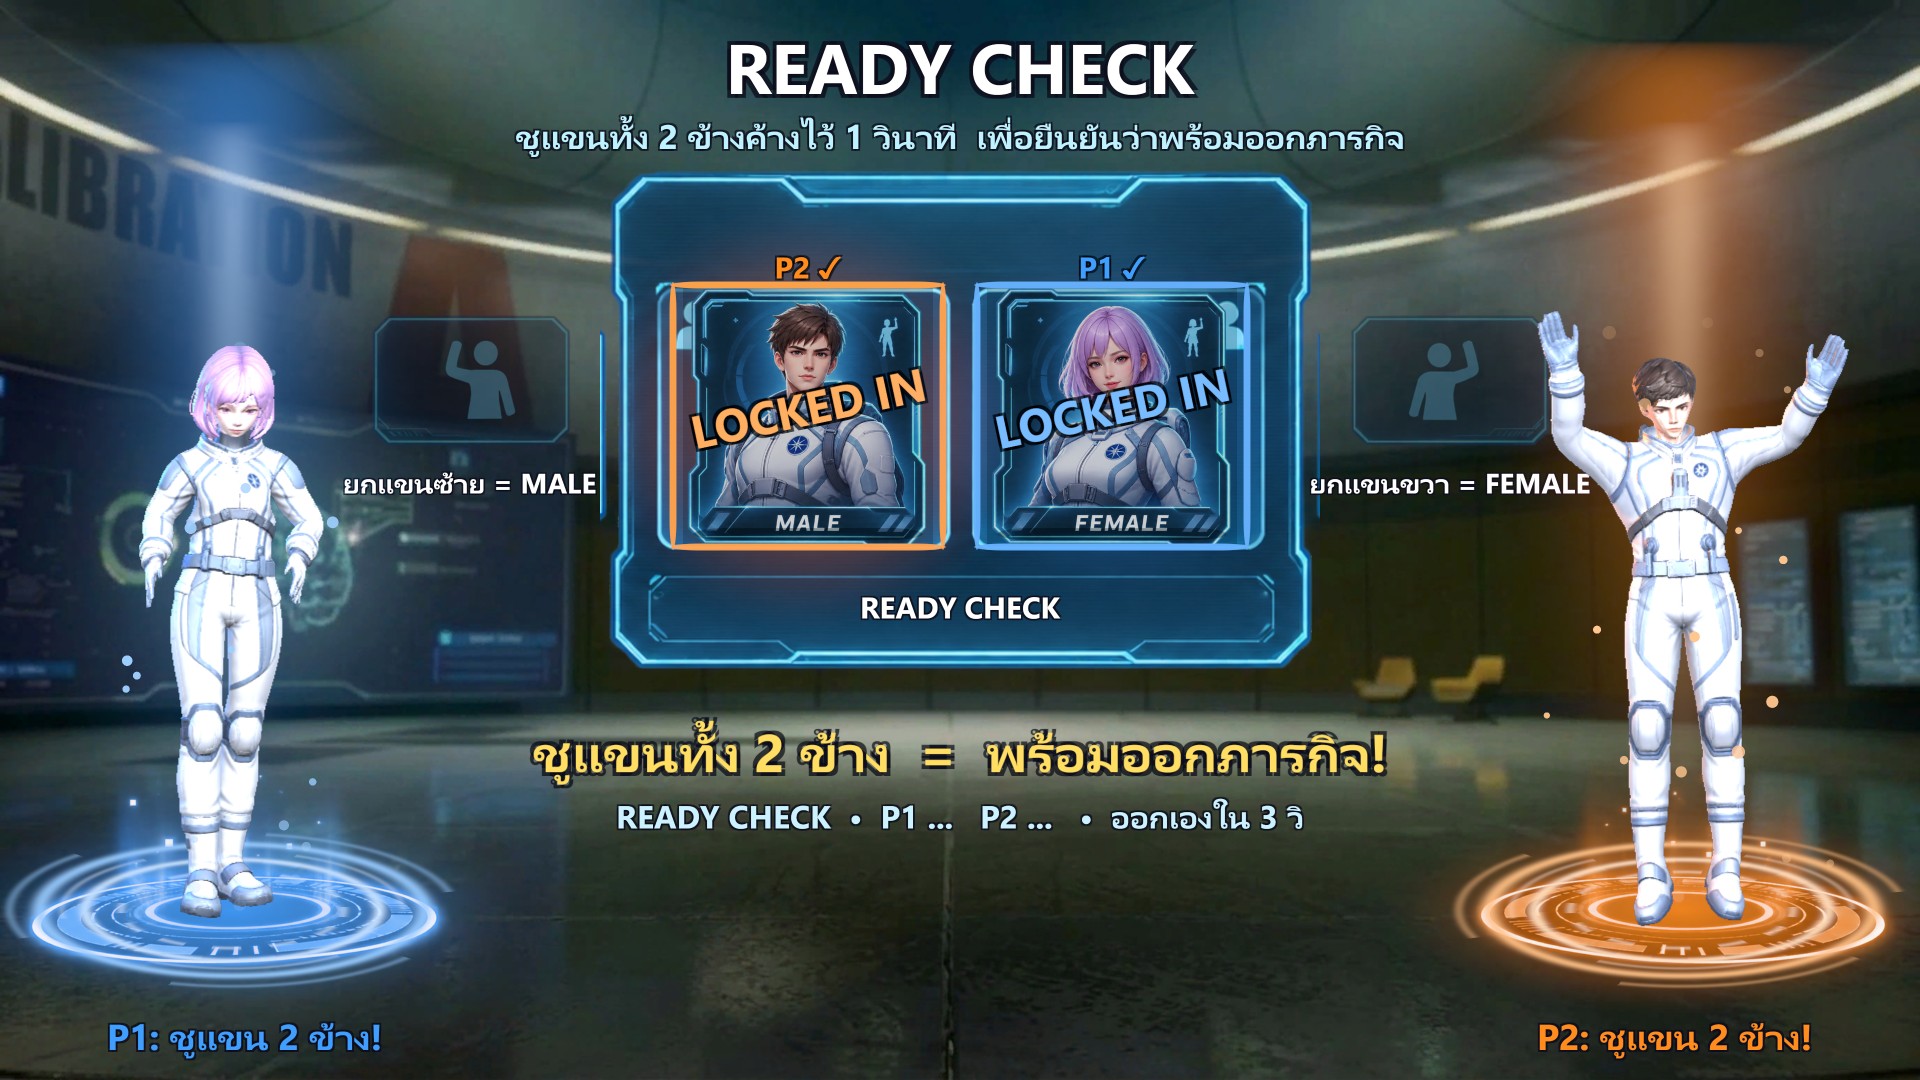 READY CHECK
ชูแขนทั้ง 2 ข้างค้างไว้ 1 วินาที เพื่อยืนยันว่าพร้อมออกภารกิจ
LIBRATION
P2 ✓
P1 ✓
LOCKED IN
LOCKED IN
MALE
FEMALE
ยกแขนซ้าย = MALE
ยกแขนขวา = FEMALE
READY CHECK
ชูแขนทั้ง 2 ข้าง = พร้อมออกภารกิจ!
READY CHECK • P1 ... P2 ... • ออกเองใน 3 วิ
P1: ชูแขน 2 ข้าง!
P2: ชูแขน 2 ข้าง!